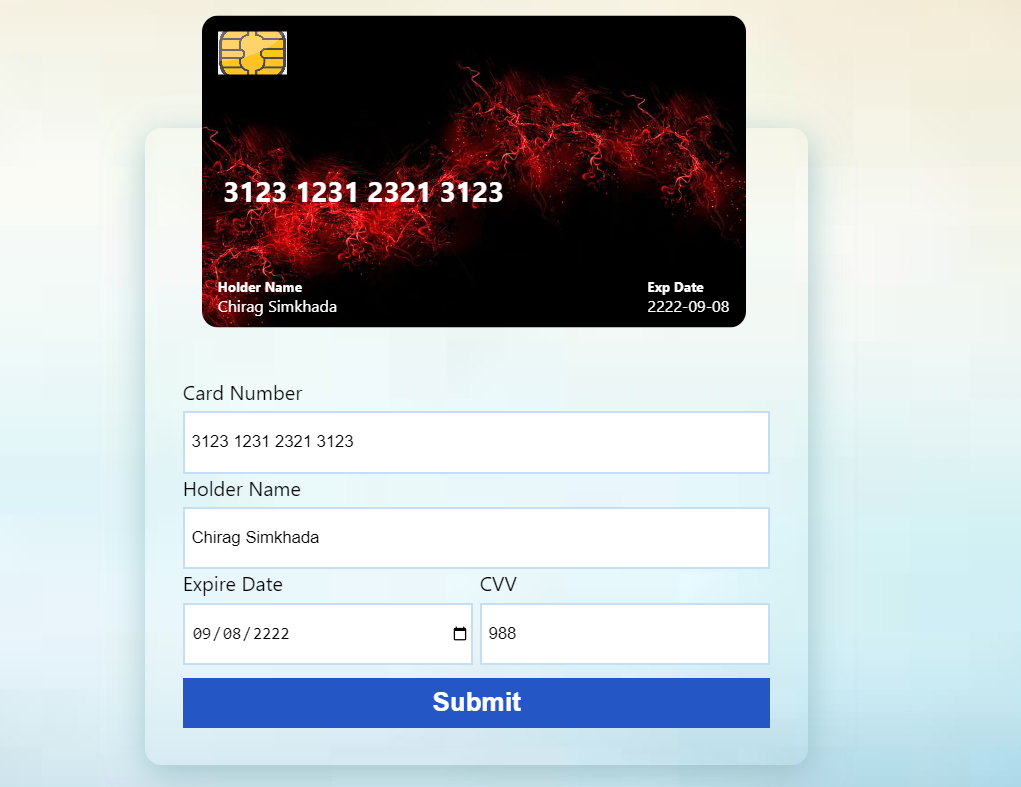 3123 1231 2321 3123
Holder Name
Exp Date
Chirag Simkhada
2222-09-08
Card Number
3123 1231 2321 3123
Holder Name
Chirag Simkhada
Expire Date
CVV
09/08/2222
988
Submit